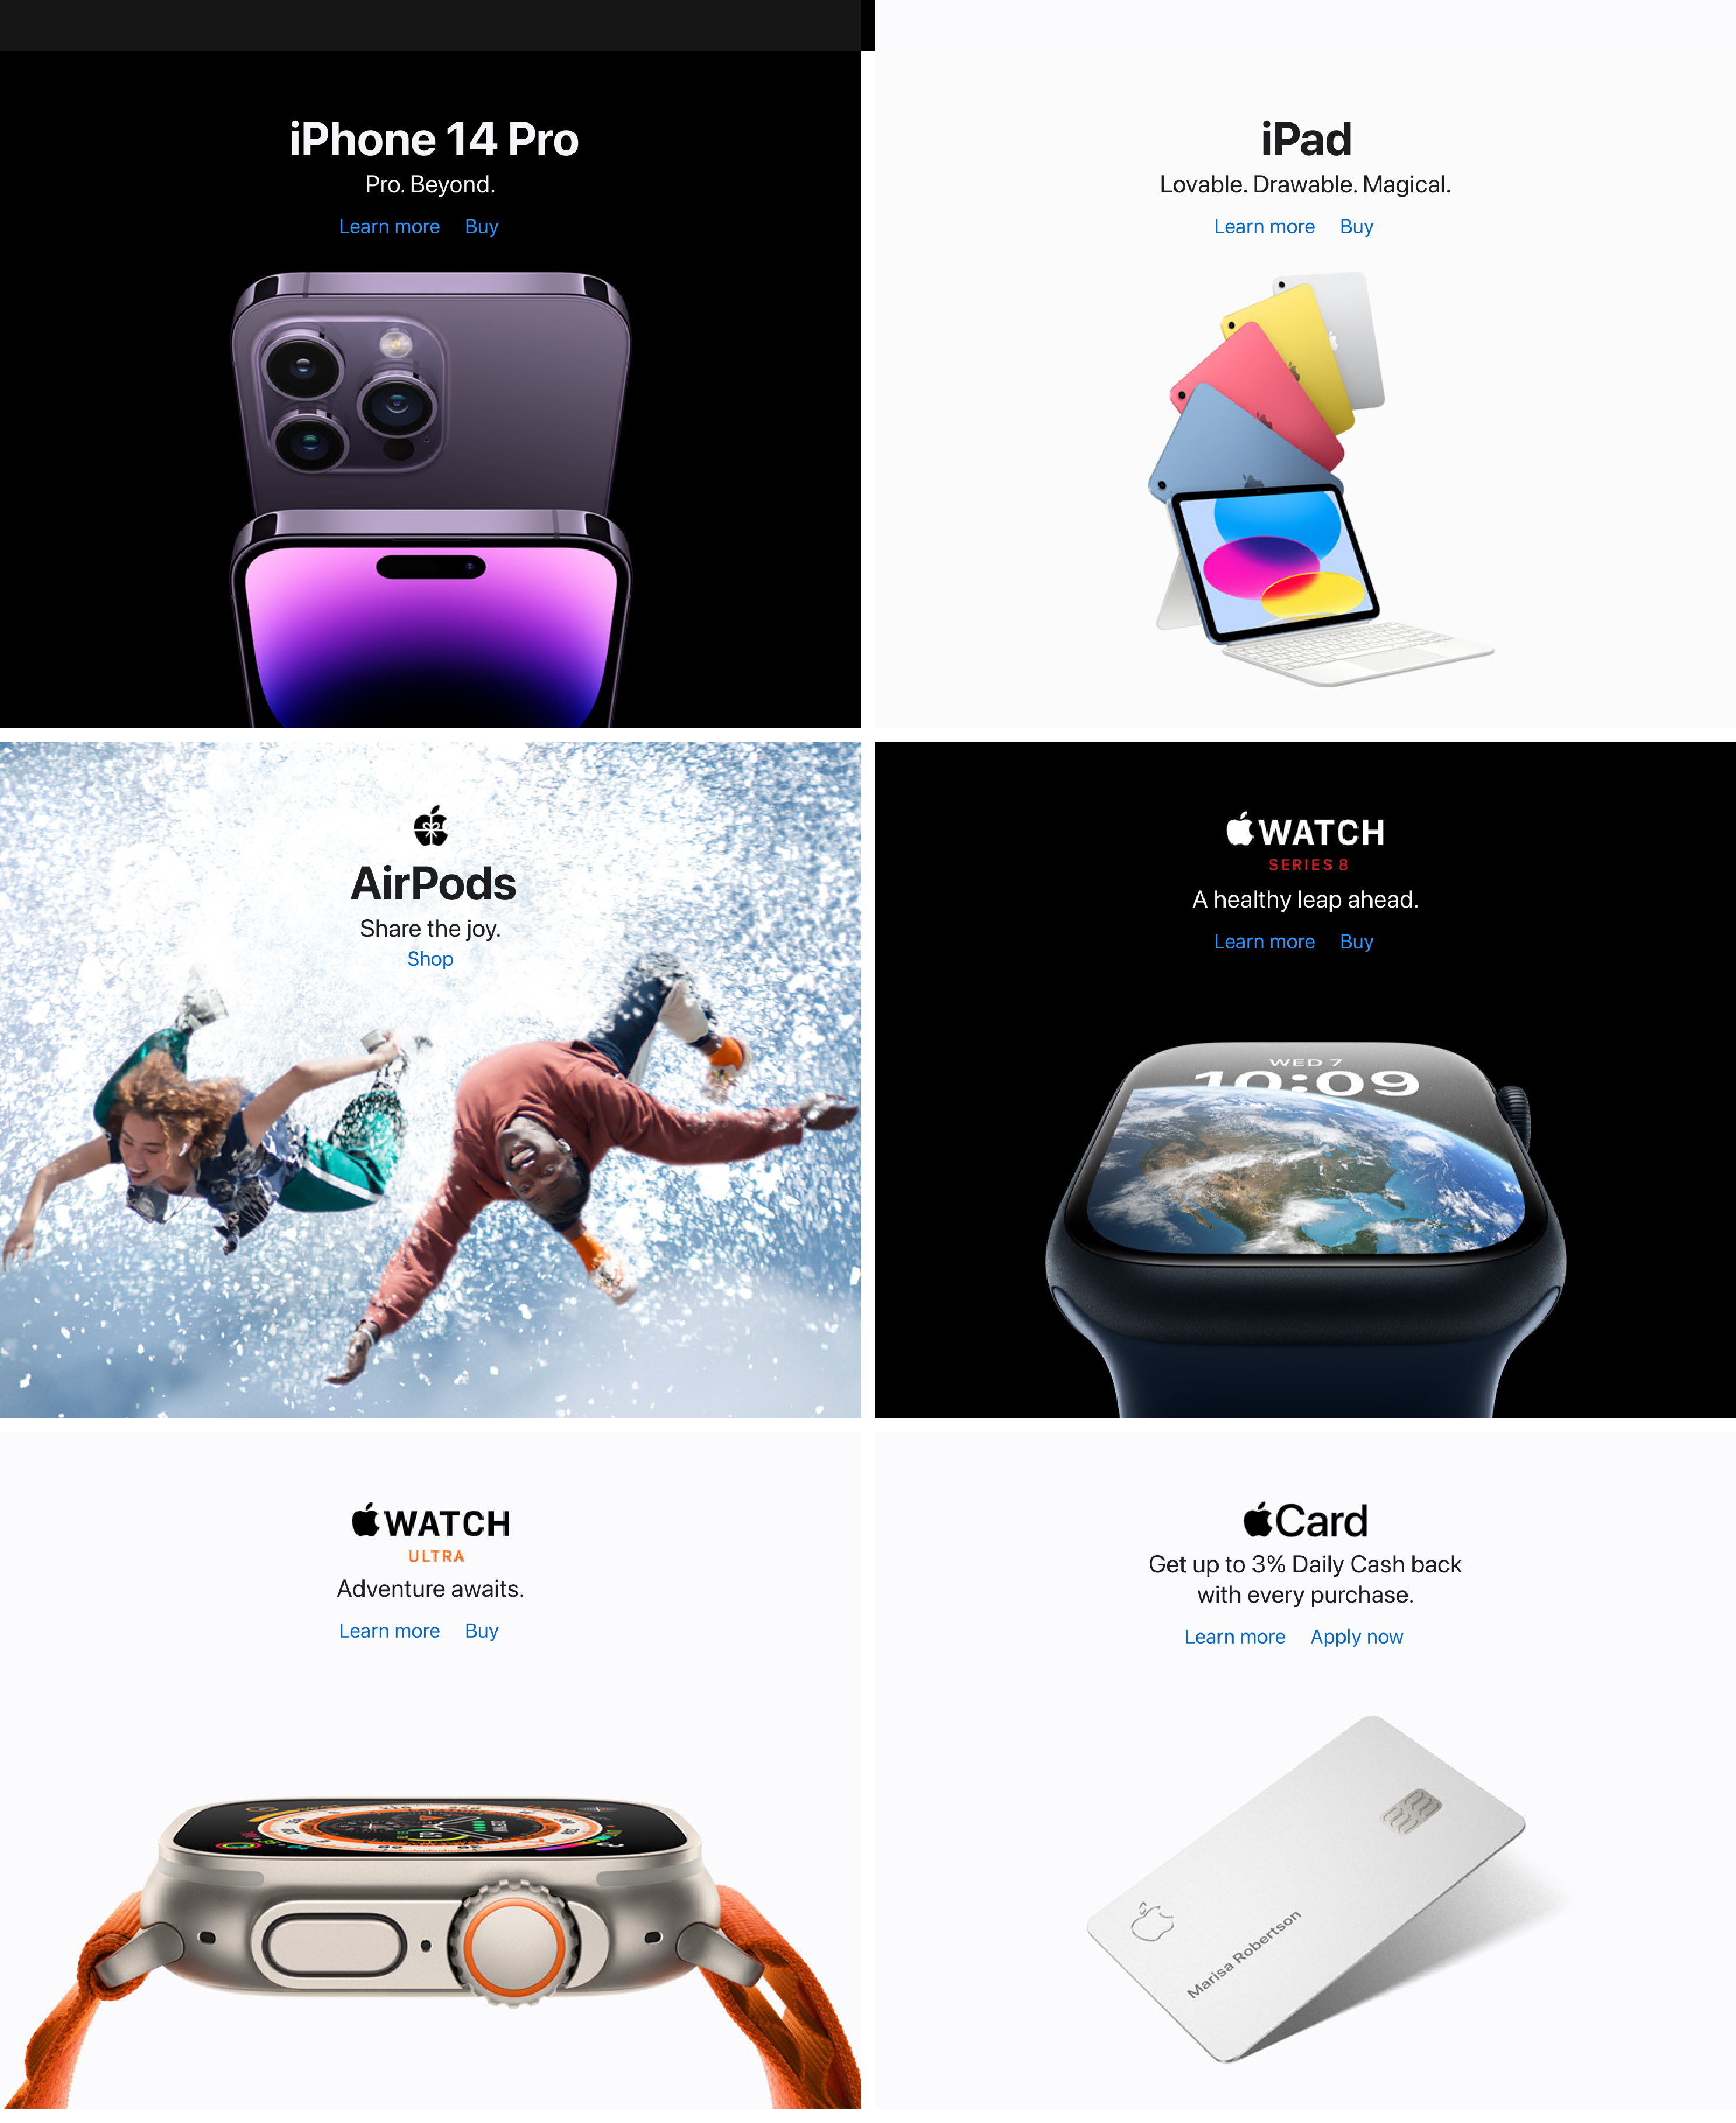 iPhone 14 Pro
Pro. Beyond.
Learn more Buy
iPad
Lovable. Drawable. Magical.
Learn more Buy
AirPods
Share the joy.
Shop
WATCH
SERIES 8
A healthy leap ahead.
Learn more Buy
WED 7
10:09
WATCH
ULTRA
Adventure awaits.
Learn more Buy
Card
Get up to 3% Daily Cash back
with every purchase.
Learn more Apply now
Marisa Robertson